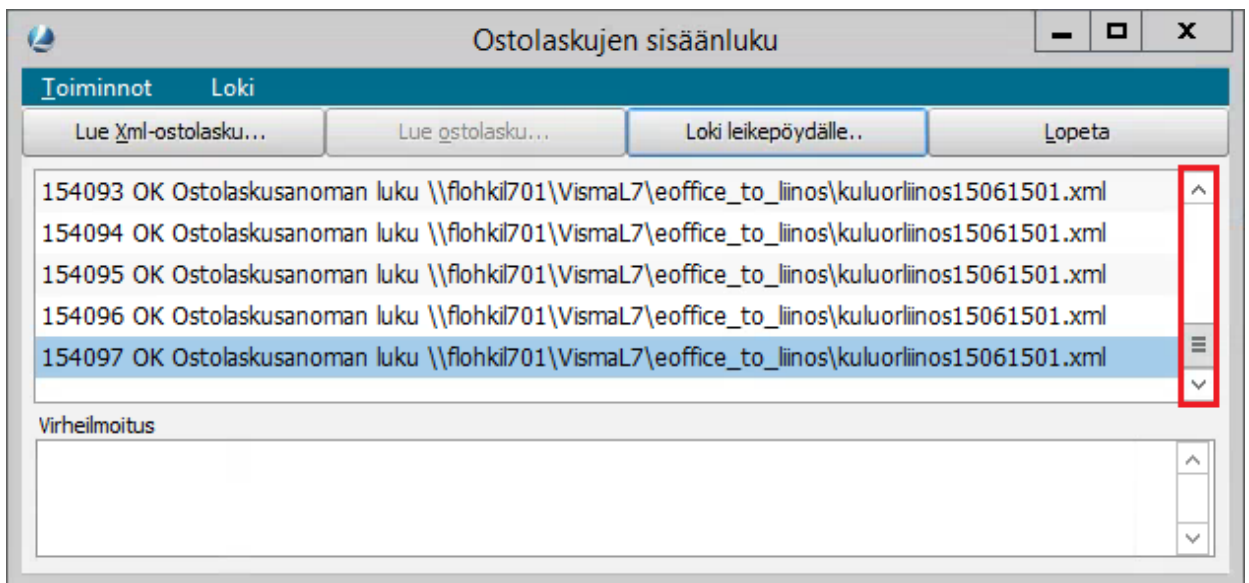 Ostolaskujen sisäänluku
Toiminnot Loki
Lue Xml-ostolasku... Lue ostolasku... Loki leikepöydälle.. Lopeta
154093 OK Ostolaskusanoman luku \\flohkil701\VismaL7\eoffice_to_liinos\kuluorliinos15061501.xml
154094 OK Ostolaskusanoman luku \\flohkil701\VismaL7\eoffice_to_liinos\kuluorliinos15061501.xml
154095 OK Ostolaskusanoman luku \\flohkil701\VismaL7\eoffice_to_liinos\kuluorliinos15061501.xml
154096 OK Ostolaskusanoman luku \\flohkil701\VismaL7\eoffice_to_liinos\kuluorliinos15061501.xml
154097 OK Ostolaskusanoman luku \\flohkil701\VismaL7\eoffice_to_liinos\kuluorliinos15061501.xml
Virheilmoitus